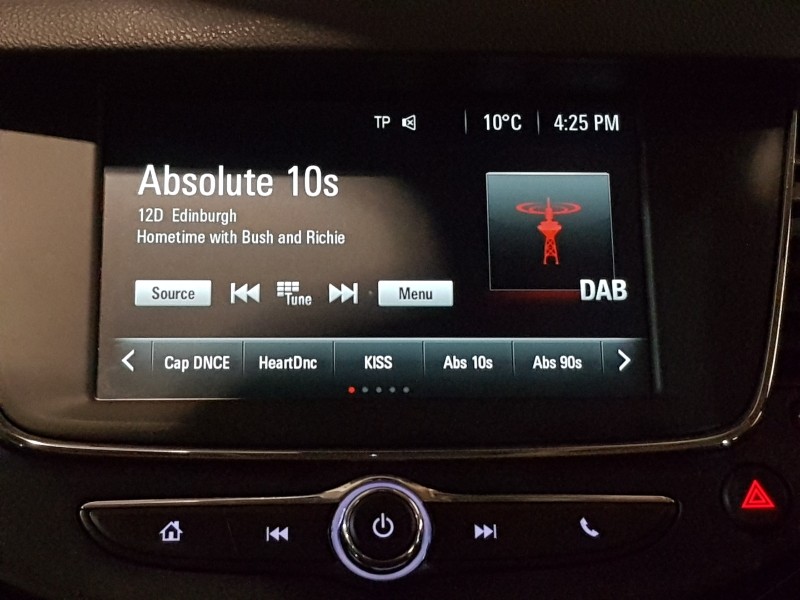 TP 10°C 4:25 PM
Absolute 10s
12D Edinburgh
Hometime with Bush and Richie
Source Tune Menu
DAB
Cap DNCE HeartDnc KISS Abs 10s Abs 90s